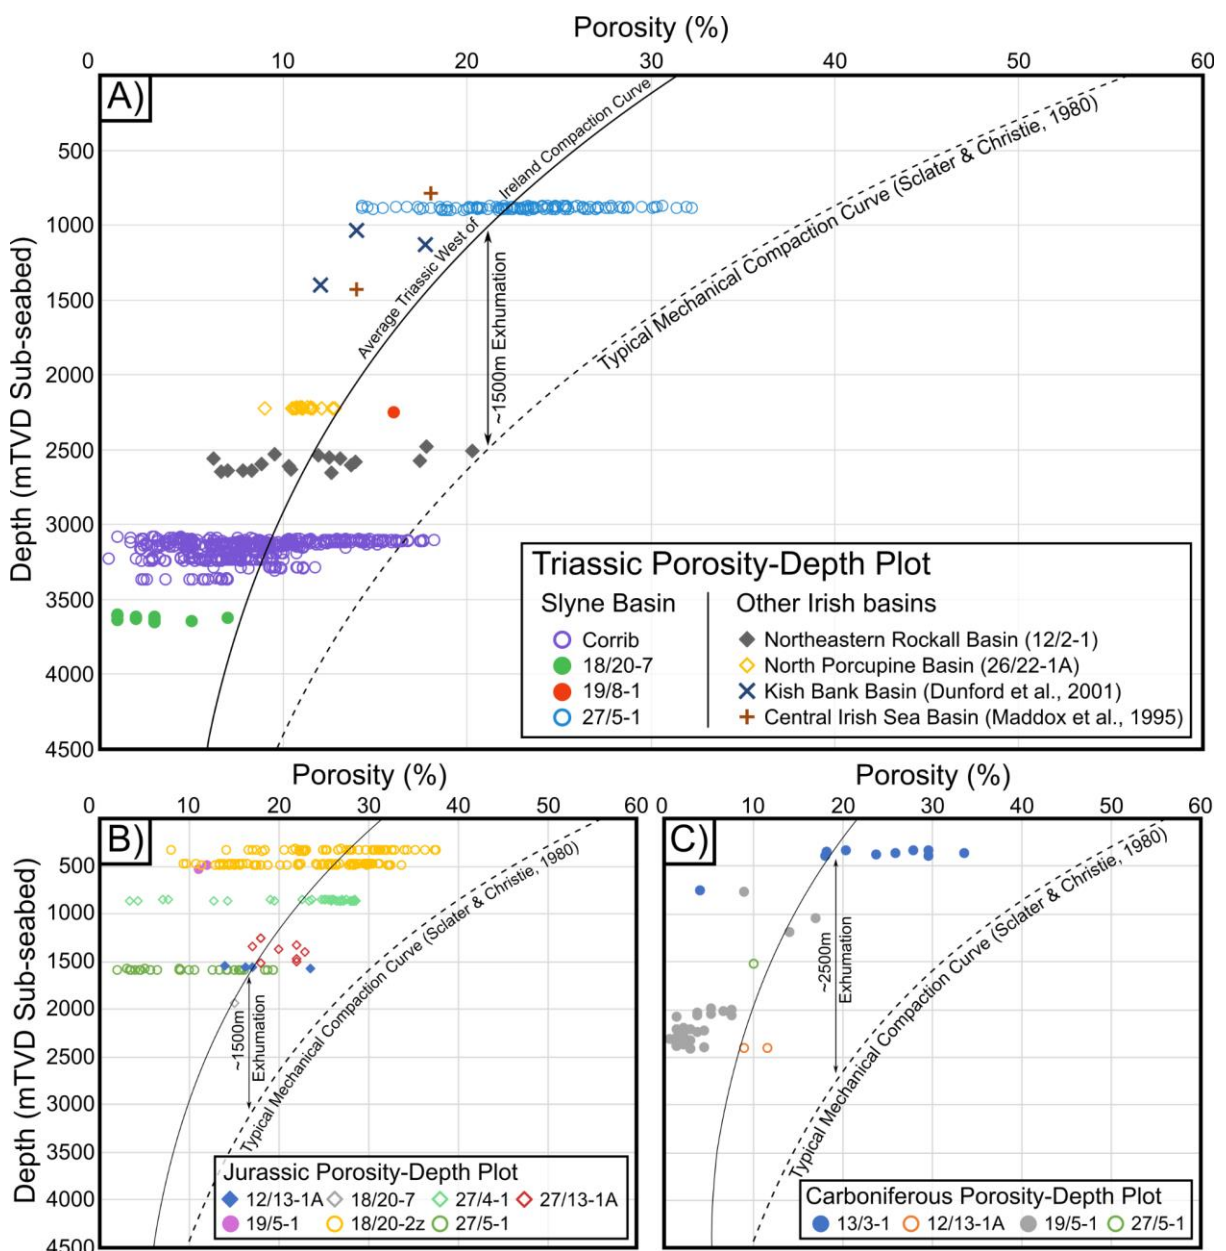 Porosity (%)
0 10 20 30 40 50 60
A)
Depth (mTVD Sub-seabed)
500
1000
1500
2000
2500
3000
3500
4000
4500
Average Triassic West of Ireland Compaction Curve
Typical Mechanical Compaction Curve (Sclater & Christie, 1980)
~1500m Exhumation
Triassic Porosity-Depth Plot
Slyne Basin
Corrib
18/20-7
19/8-1
27/5-1
Other Irish basins
Northeastern Rockall Basin (12/2-1)
North Porcupine Basin (26/22-1A)
Kish Bank Basin (Dunford et al., 2001)
Central Irish Sea Basin (Maddox et al., 1995)
Porosity (%)
0 10 20 30 40 50 60
B)
Depth (mTVD Sub-seabed)
500
1000
1500
2000
2500
3000
3500
4000
4500
~1500m
Exhumation
Typical Mechanical Compaction Curve (Sclater & Christie, 1980)
Jurassic Porosity-Depth Plot
12/13-1A 18/20-7 27/4-1 27/13-1A
19/5-1 18/20-2z 27/5-1
Porosity (%)
0 10 20 30 40 50 60
C)
~2500m
Exhumation
Typical Mechanical Compaction Curve (Sclater & Christie, 1980)
Carboniferous Porosity-Depth Plot
13/3-1 12/13-1A 19/5-1 27/5-1